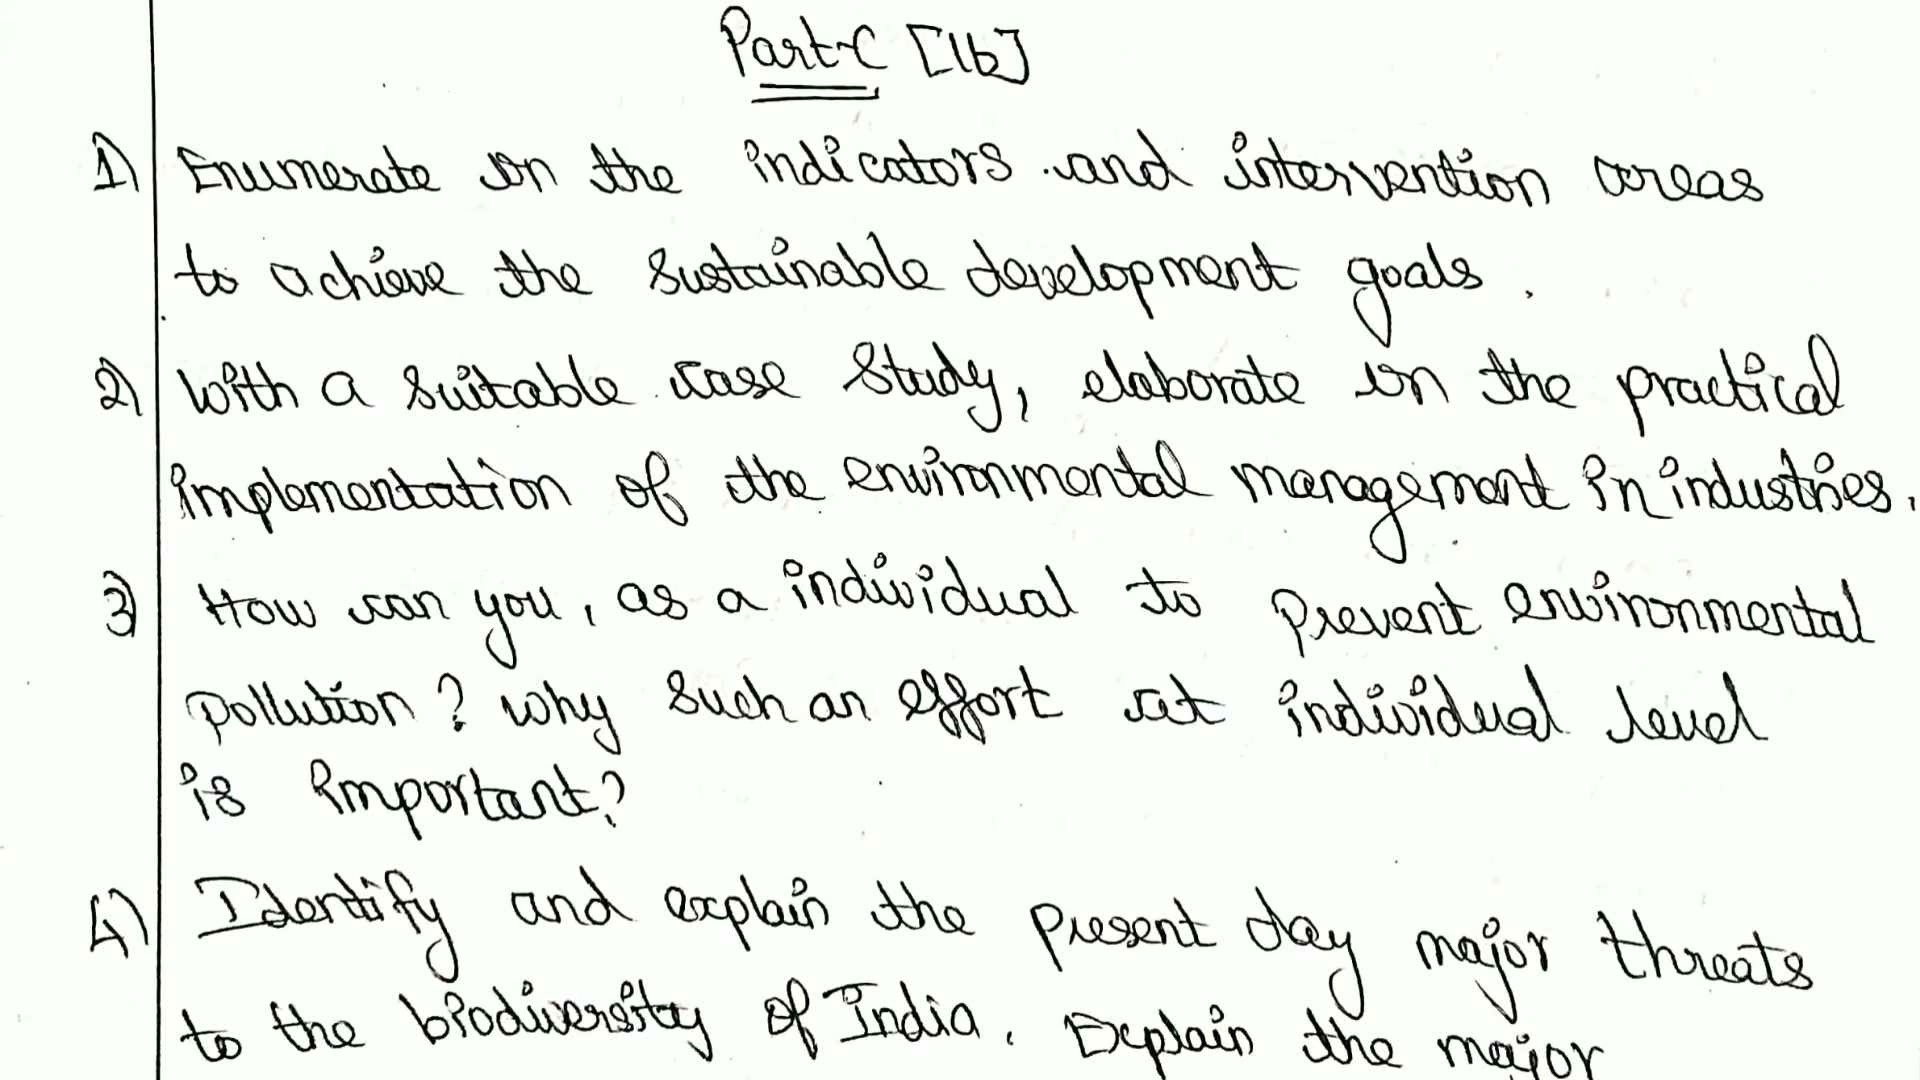 Part-C [16]
1) Enumerate on the indicators and intervention areas
to achieve the sustainable development goals.
2) With a suitable case study, elaborate on the practical
implementation of the environmental management in industries.
3) How can you, as a individual to prevent environmental
pollution? why such an effort at individual level
is important?
4) Identify and explain the present day major threats
to the biodiversity of India. Explain the major